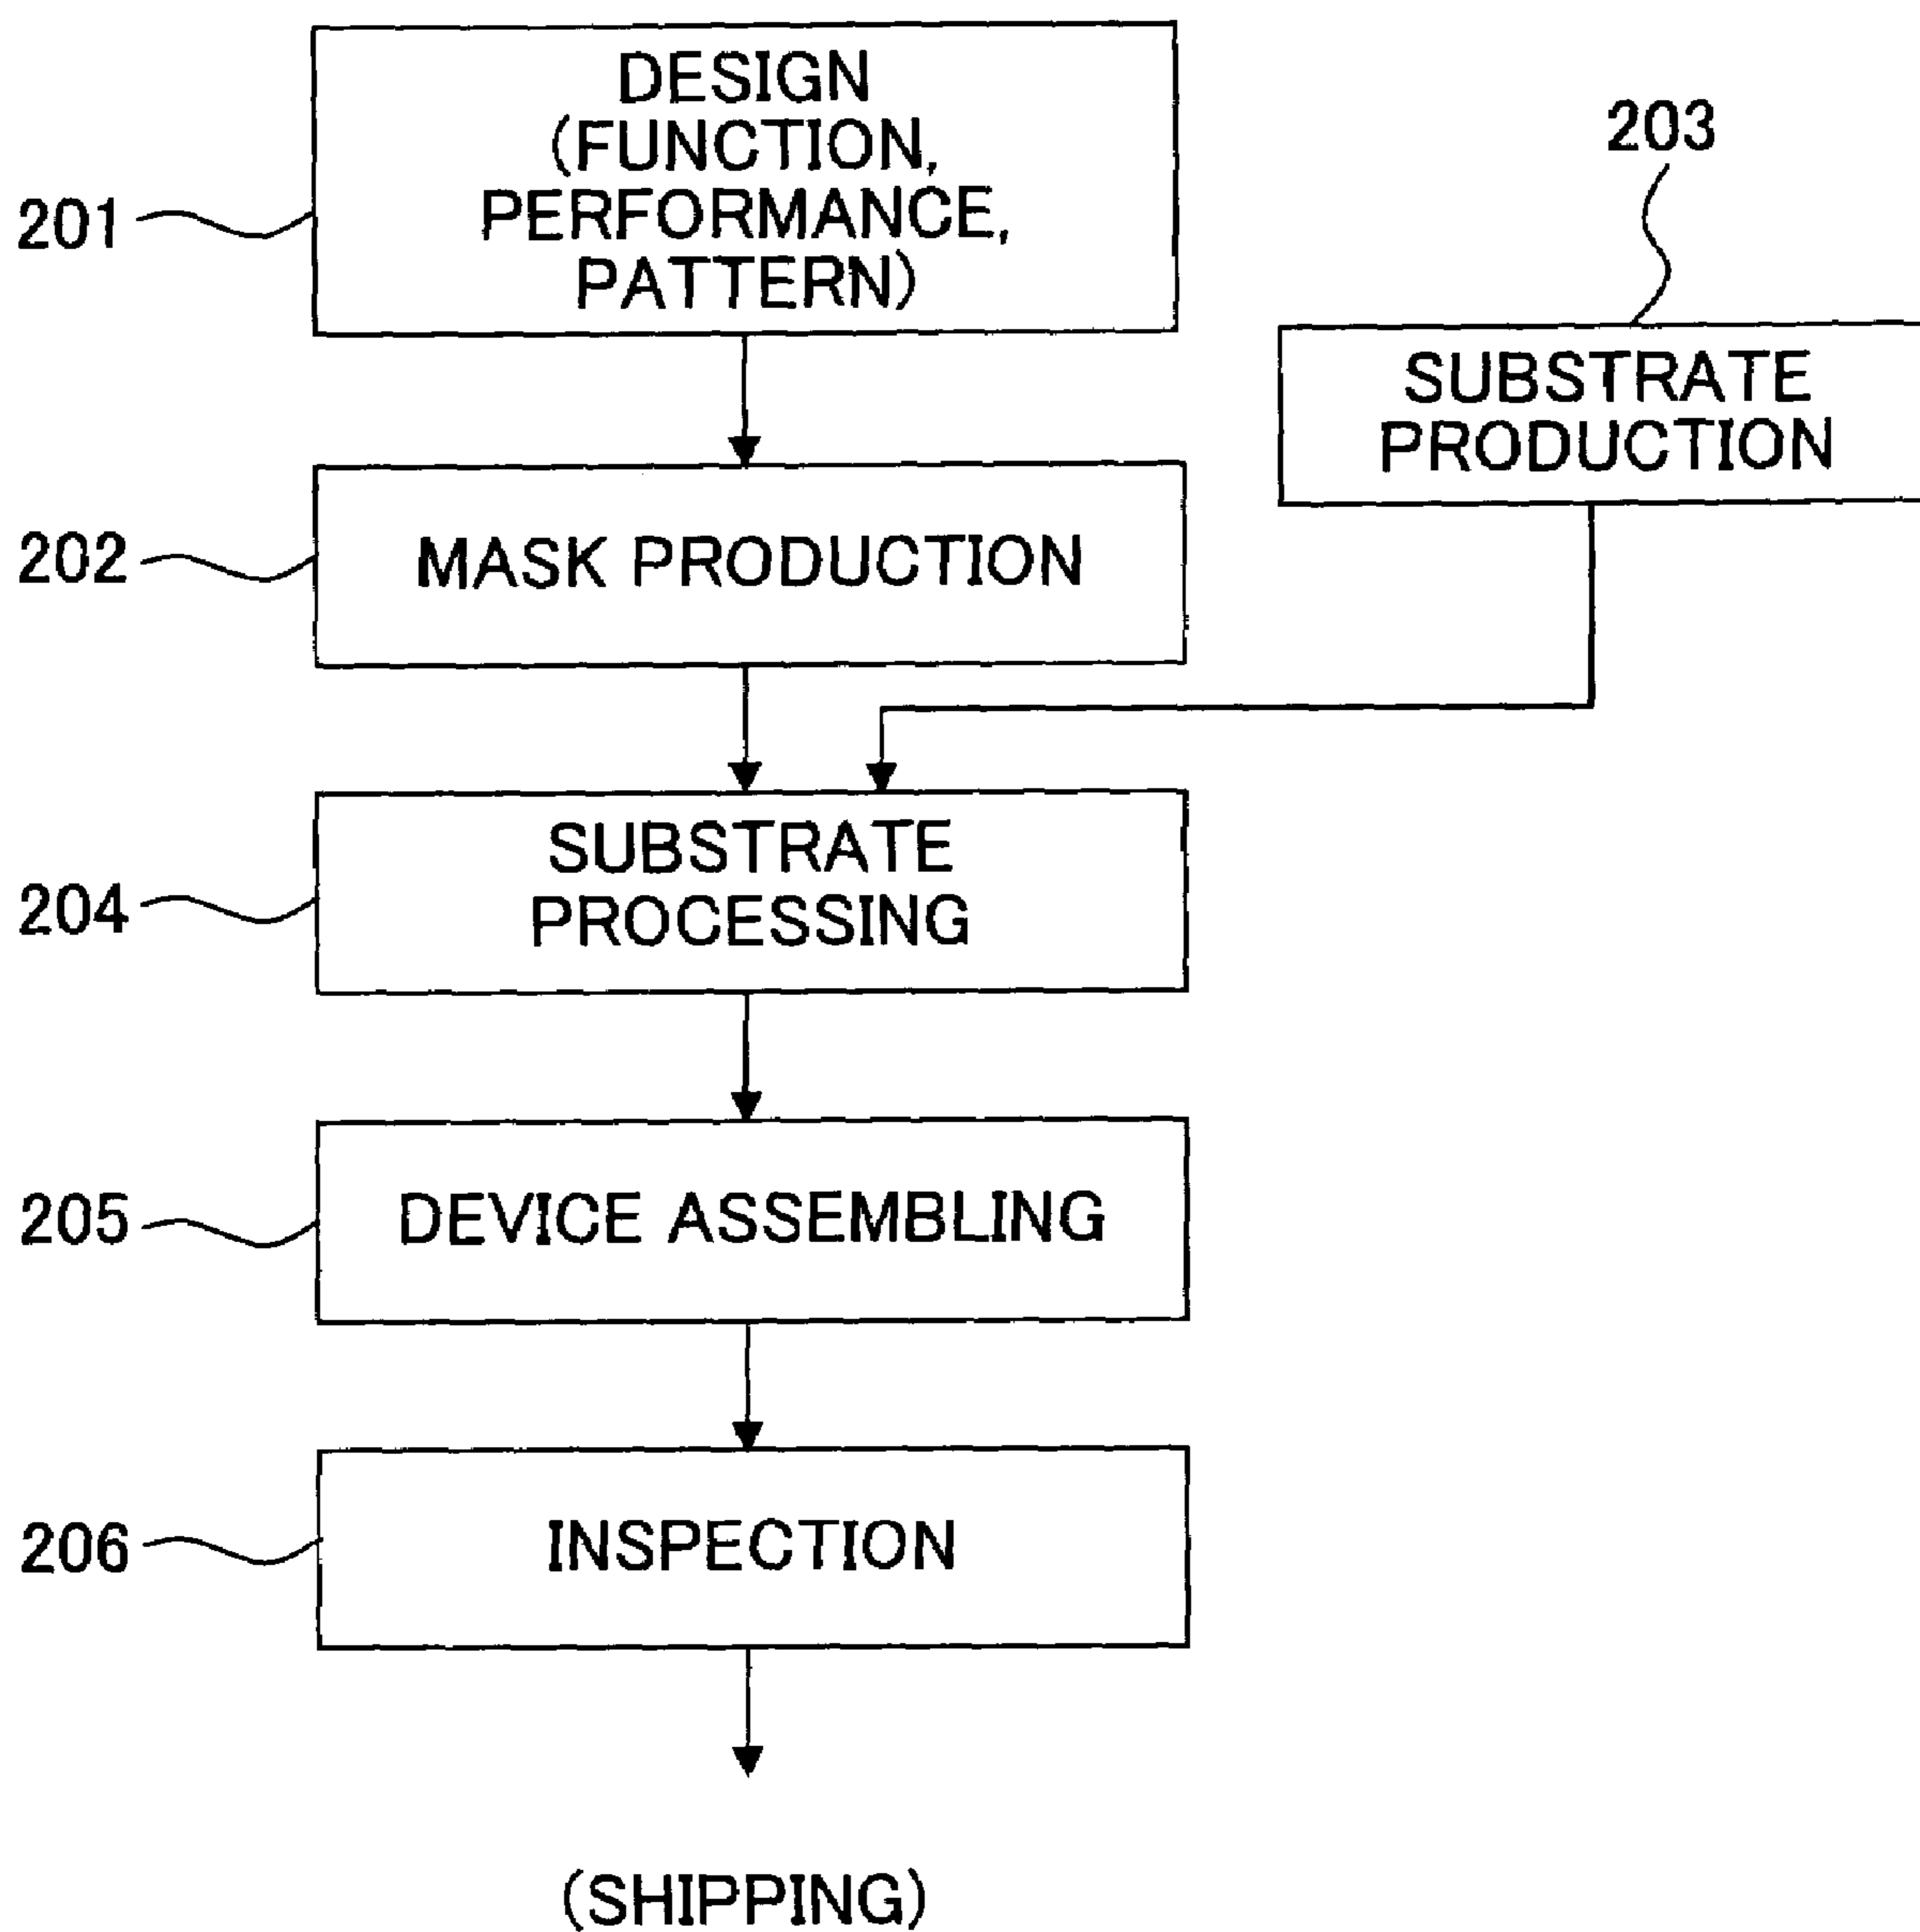 DESIGN
(FUNCTION,
PERFORMANCE,
PATTERN)
201
203
SUBSTRATE
PRODUCTION
202
MASK PRODUCTION
SUBSTRATE
PROCESSING
204
205
DEVICE ASSEMBLING
206
INSPECTION
(SHIPPING)